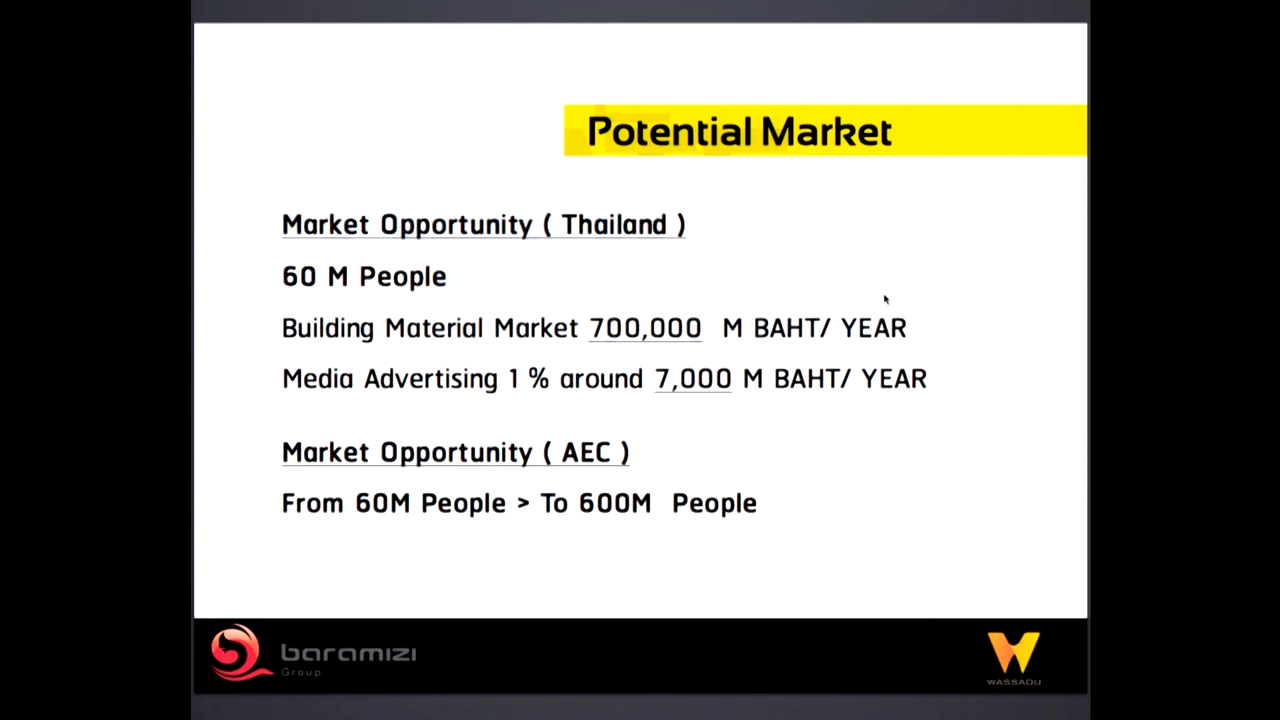 Potential Market
Market Opportunity ( Thailand )
60 M People
Building Material Market 700,000 M BAHT/ YEAR
Media Advertising 1 % around 7,000 M BAHT/ YEAR
Market Opportunity ( AEC )
From 60M People > To 600M People
baramizi
Group
WASSADU